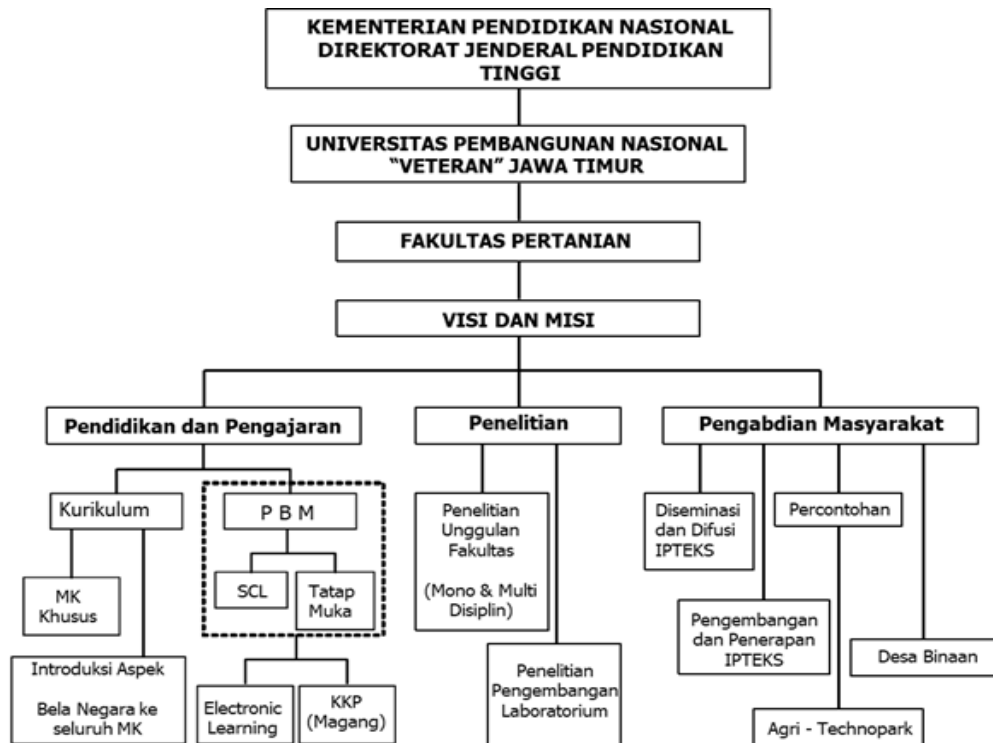 KEMENTERIAN PENDIDIKAN NASIONAL
DIREKTORAT JENDERAL PENDIDIKAN
TINGGI
UNIVERSITAS PEMBANGUNAN NASIONAL
“VETERAN” JAWA TIMUR
FAKULTAS PERTANIAN
VISI DAN MISI
Pendidikan dan Pengajaran
Penelitian
Pengabdian Masyarakat
Kurikulum
P B M
SCL
Tatap
Muka
MK
Khusus
Introduksi Aspek
Bela Negara ke
seluruh MK
Electronic
Learning
KKP
(Magang)
Penelitian
Unggulan
Fakultas
(Mono & Multi
Disiplin)
Penelitian
Pengembangan
Laboratorium
Diseminasi
dan Difusi
IPTEKS
Percontohan
Pengembangan
dan Penerapan
IPTEKS
Desa Binaan
Agri - Technopark